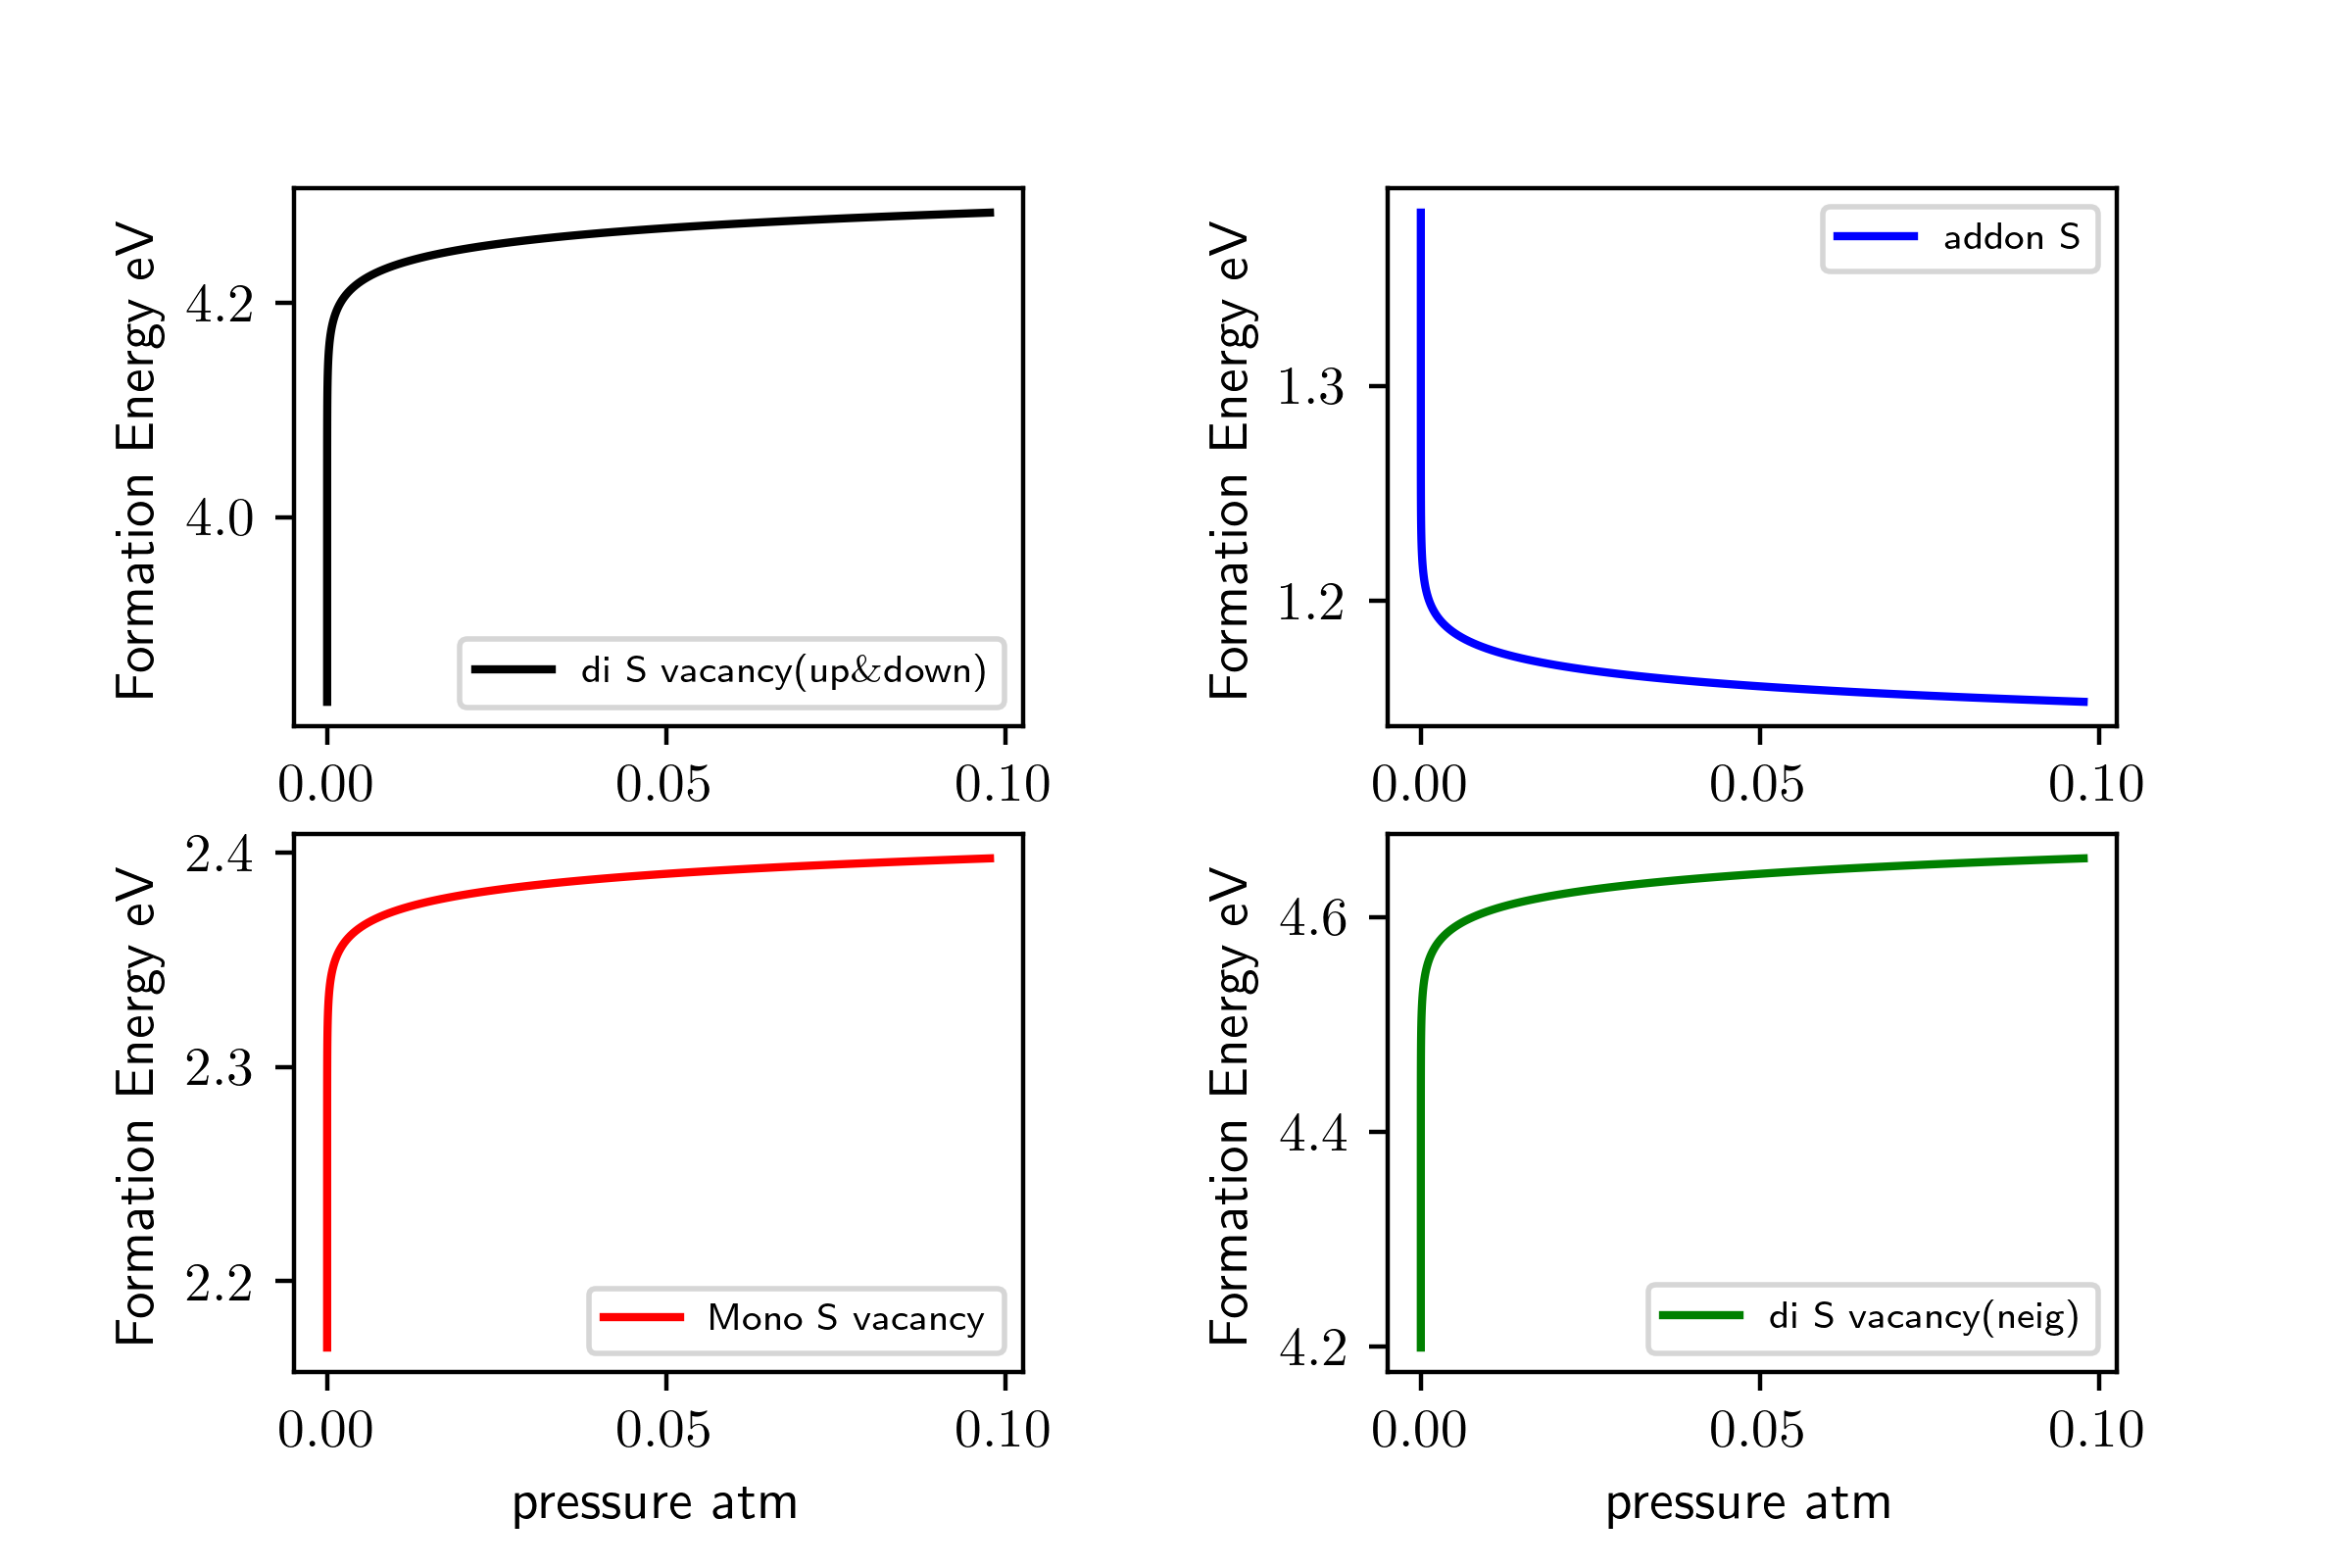 Formation Energy eV
4.2
4.0
di S vacancy(up&down)
0.00 0.05 0.10
Formation Energy eV
1.3
1.2
addon S
0.00 0.05 0.10
Formation Energy eV
2.4
2.3
2.2
Mono S vacancy
0.00 0.05 0.10
pressure atm
Formation Energy eV
4.6
4.4
4.2
di S vacancy(neig)
0.00 0.05 0.10
pressure atm